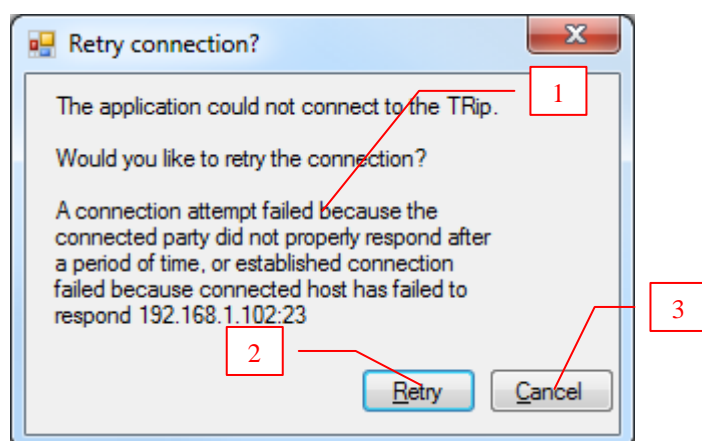 Retry connection?
The application could not connect to the TRip.
1
Would you like to retry the connection?
A connection attempt failed because the
connected party did not properly respond after
a period of time, or established connection
failed because connected host has failed to
respond 192.168.1.102:23
3
2
Retry
Cancel